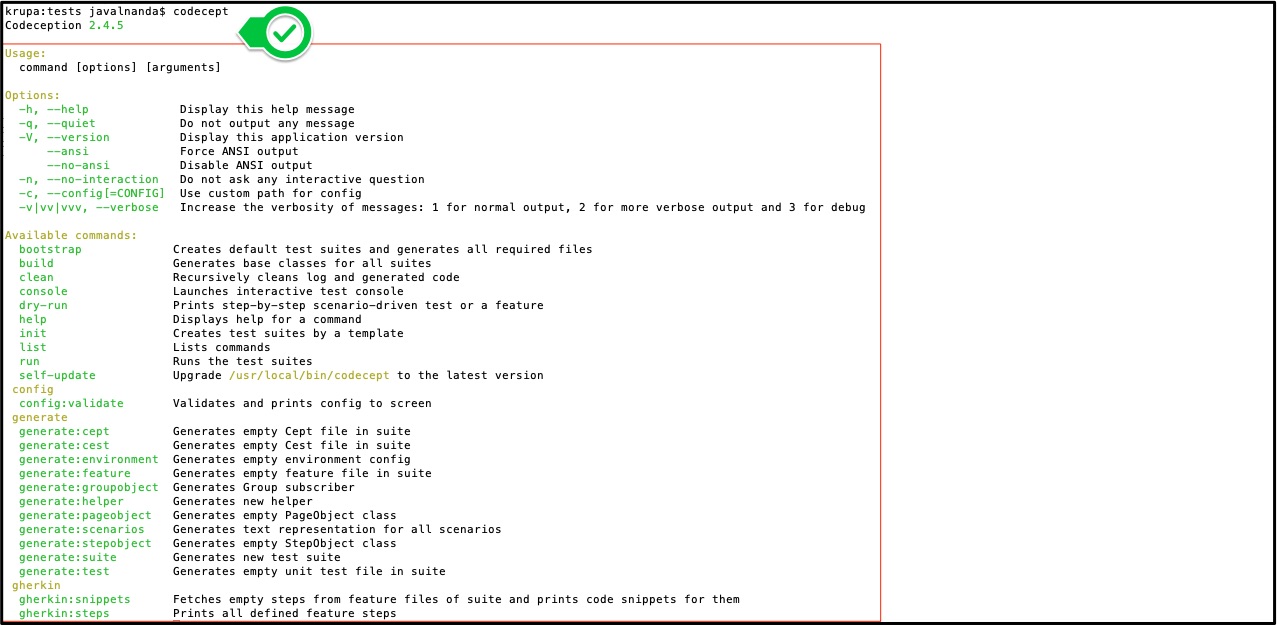 krupa:tests javalnanda$ codecept
Codeception 2.4.5
Usage:
command [options] [arguments]
Options:
-h, --help Display this help message
-q, --quiet Do not output any message
-V, --version Display this application version
--ansi Force ANSI output
--no-ansi Disable ANSI output
-n, --no-interaction Do not ask any interactive question
-c, --config[=CONFIG] Use custom path for config
-v|vv|vvv, --verbose Increase the verbosity of messages: 1 for normal output, 2 for more verbose output and 3 for debug
Available commands:
bootstrap Creates default test suites and generates all required files
build Generates base classes for all suites
clean Recursively cleans log and generated code
console Launches interactive test console
dry-run Prints step-by-step scenario-driven test or a feature
help Displays help for a command
init Creates test suites by a template
list Lists commands
run Runs the test suites
self-update Upgrade /usr/local/bin/codecept to the latest version
config
config:validate Validates and prints config to screen
generate
generate:cept Generates empty Cept file in suite
generate:cest Generates empty Cest file in suite
generate:environment Generates empty environment config
generate:feature Generates empty feature file in suite
generate:groupobject Generates Group subscriber
generate:helper Generates new helper
generate:pageobject Generates empty PageObject class
generate:scenarios Generates text representation for all scenarios
generate:stepobject Generates empty StepObject class
generate:suite Generates new test suite
generate:test Generates empty unit test file in suite
gherkin
gherkin:snippets Fetches empty steps from feature files of suite and prints code snippets for them
gherkin:steps Prints all defined feature steps